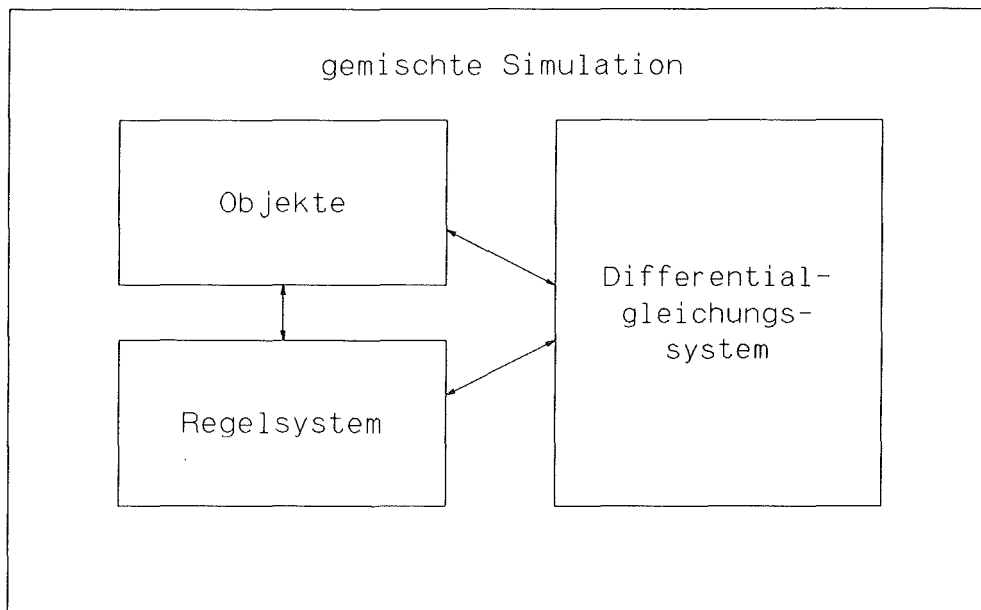 gemischte Simulation
Objekte
Differential-
gleichungs-
system
Regelsystem